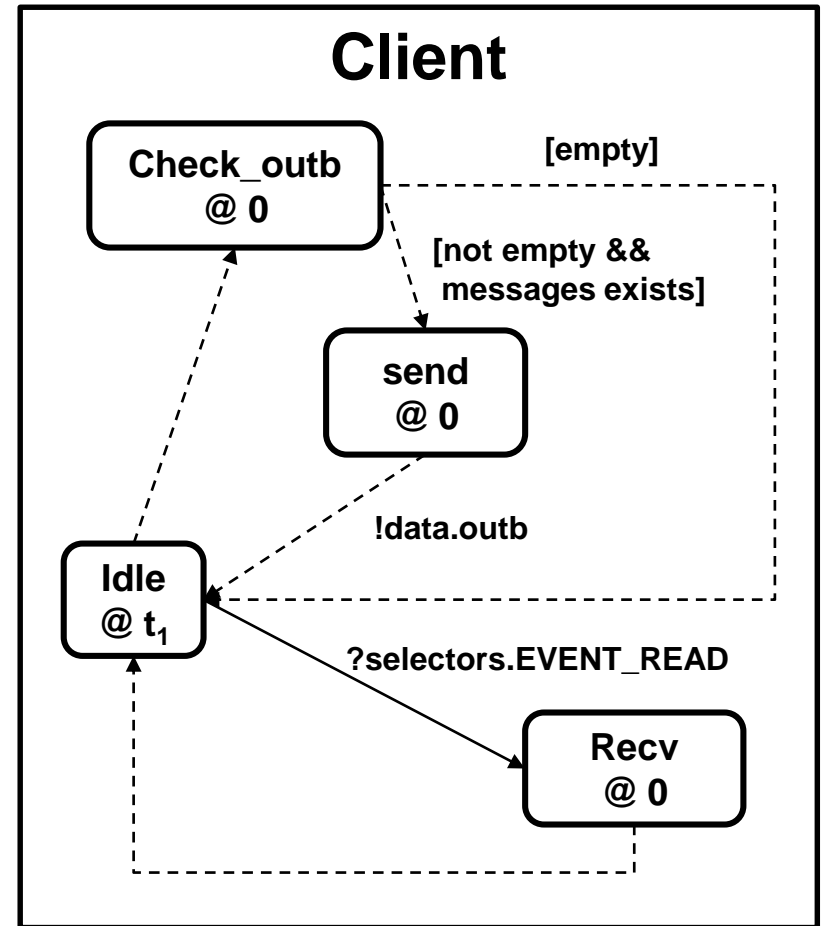 Client
[empty]
Check_outb
@ 0
[not empty &&
messages exists]
send
@ 0
!data.outb
Idle
@ t₁
?selectors.EVENT_READ
Recv
@ 0